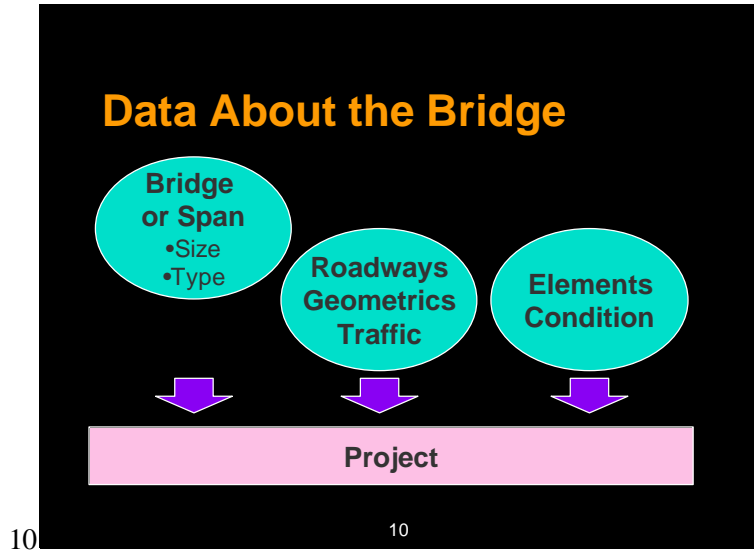 Data About the Bridge
Bridge
or Span
•Size
•Type
Roadways
Geometrics
Traffic
Elements
Condition
Project
10
10